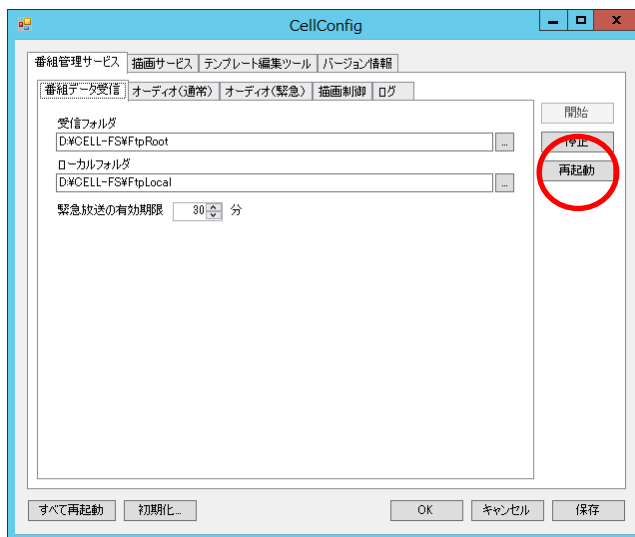 CellConfig
番組管理サービス 描画サービス テンプレート編集ツール バージョン情報
番組データ受信 オーディオ(通常) オーディオ(緊急) 描画制御 ログ
開始
受信フォルダ
D:¥CELL-FS¥FtpRoot ...
停止
ローカルフォルダ
再起動
D:¥CELL-FS¥FtpLocal ...
緊急放送の有効期限 30 分
すべて再起動 初期化... OK キャンセル 保存